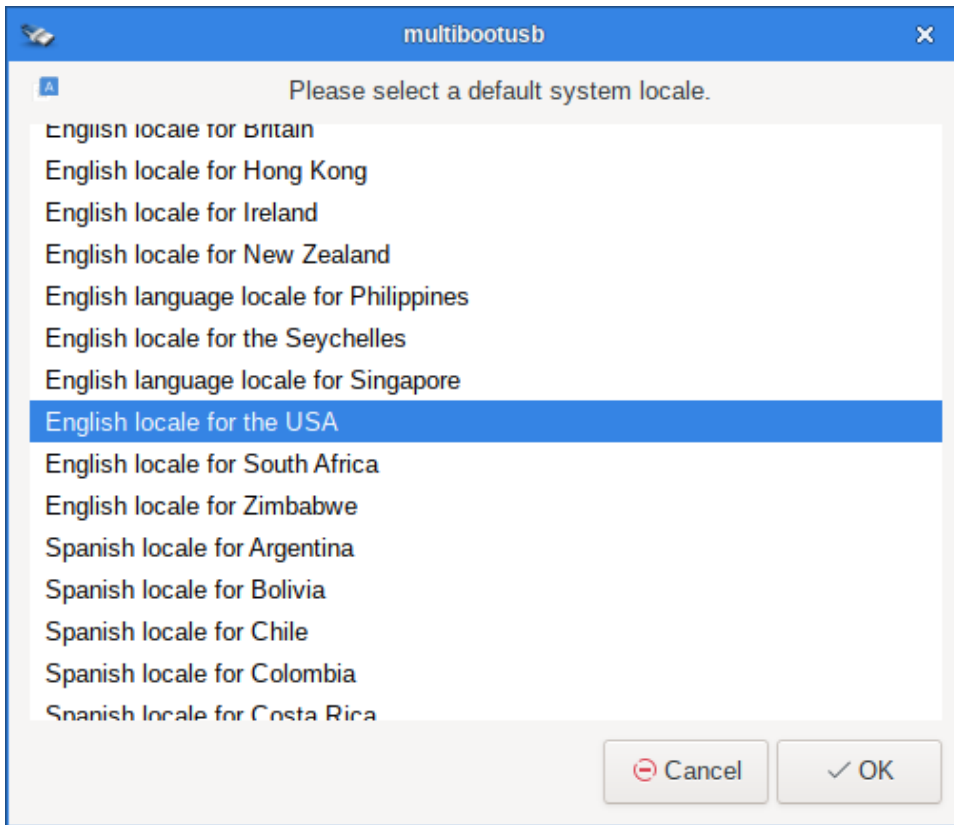 multibootusb
Please select a default system locale.
English locale for Britain
English locale for Hong Kong
English locale for Ireland
English locale for New Zealand
English language locale for Philippines
English locale for the Seychelles
English language locale for Singapore
English locale for the USA
English locale for South Africa
English locale for Zimbabwe
Spanish locale for Argentina
Spanish locale for Bolivia
Spanish locale for Chile
Spanish locale for Colombia
Spanish locale for Costa Rica
Cancel
OK